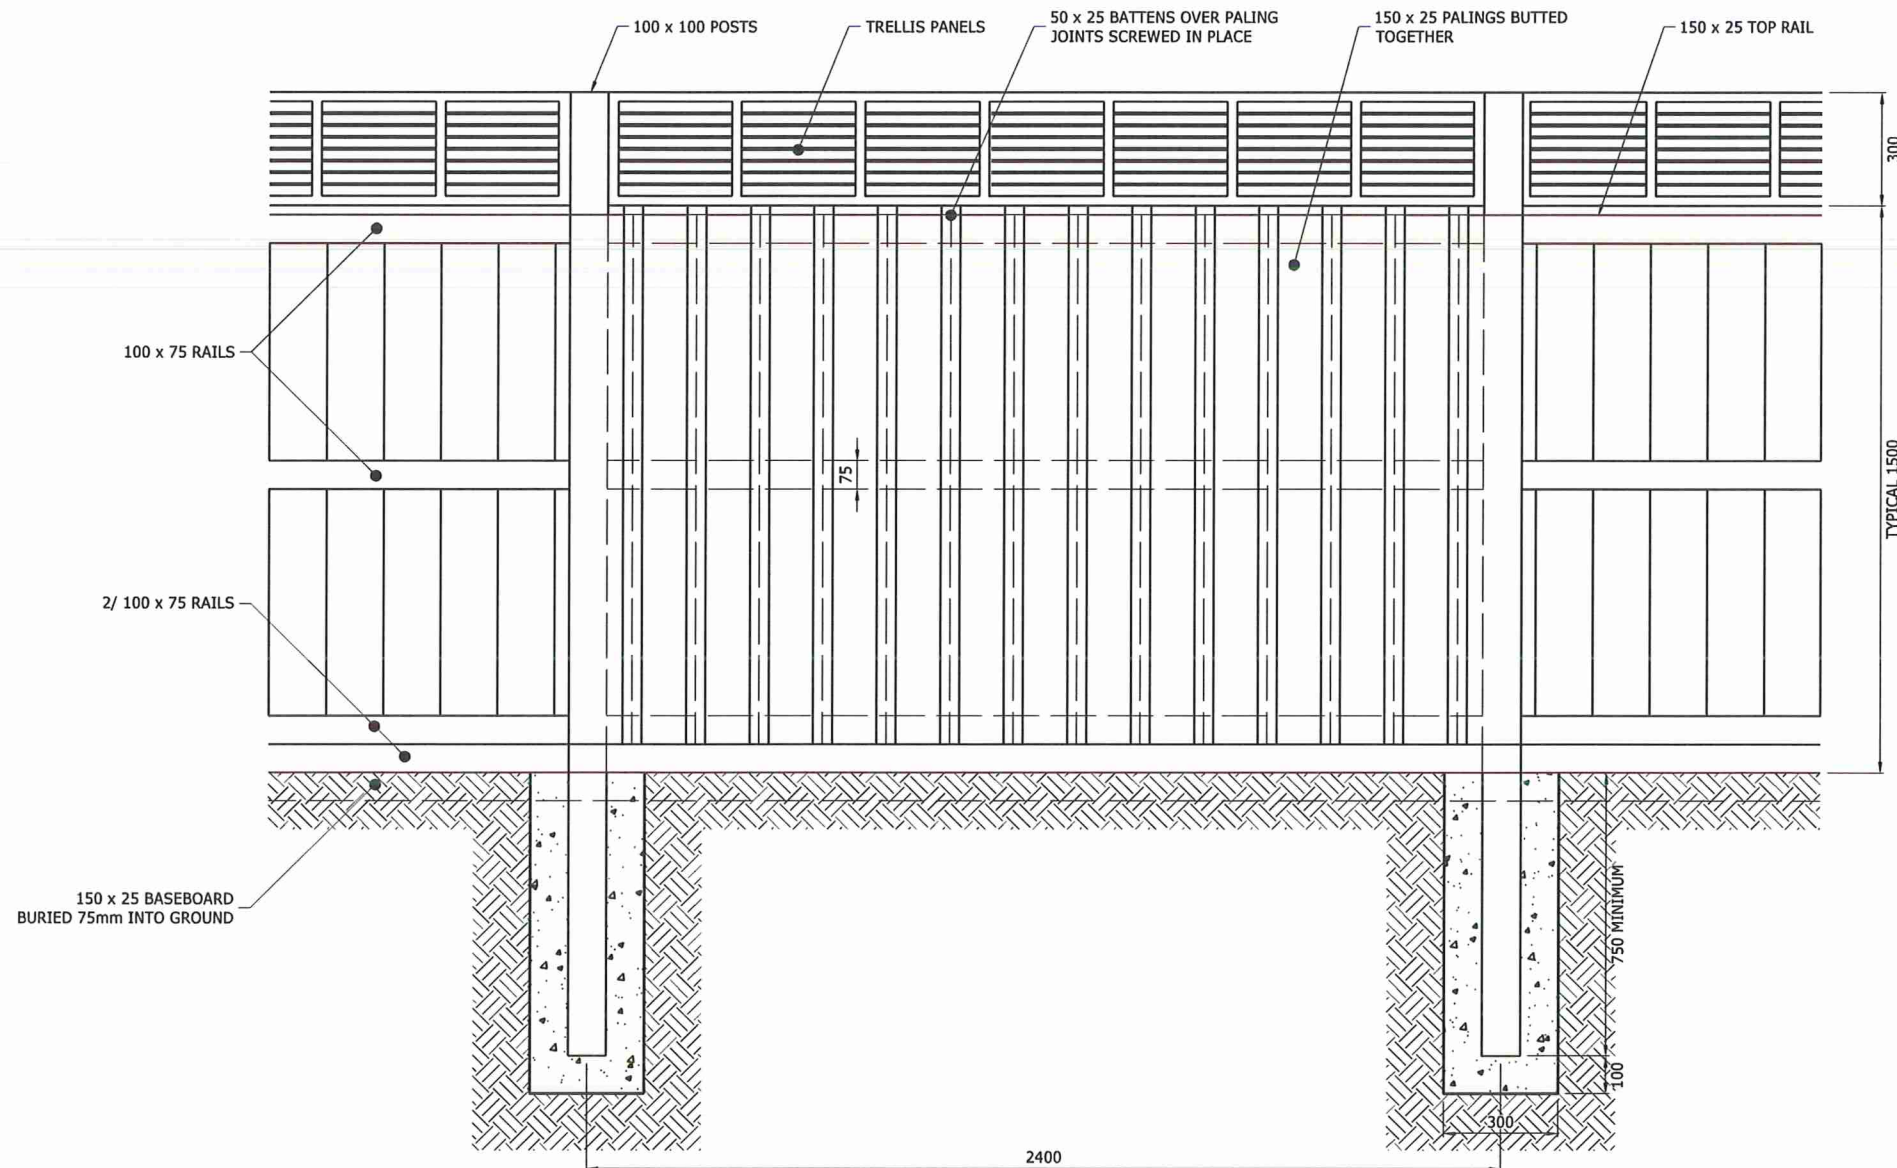 100 x 100 POSTS
TRELLIS PANELS
50 x 25 BATTENS OVER PALING
JOINTS SCREWED IN PLACE
150 x 25 PALINGS BUTTED
TOGETHER
150 x 25 TOP RAIL
300
100 x 75 RAILS
75
TYPICAL 1500
2/ 100 x 75 RAILS
150 x 25 BASEBOARD
BURIED 75mm INTO GROUND
750 MINIMUM
100
300
2400